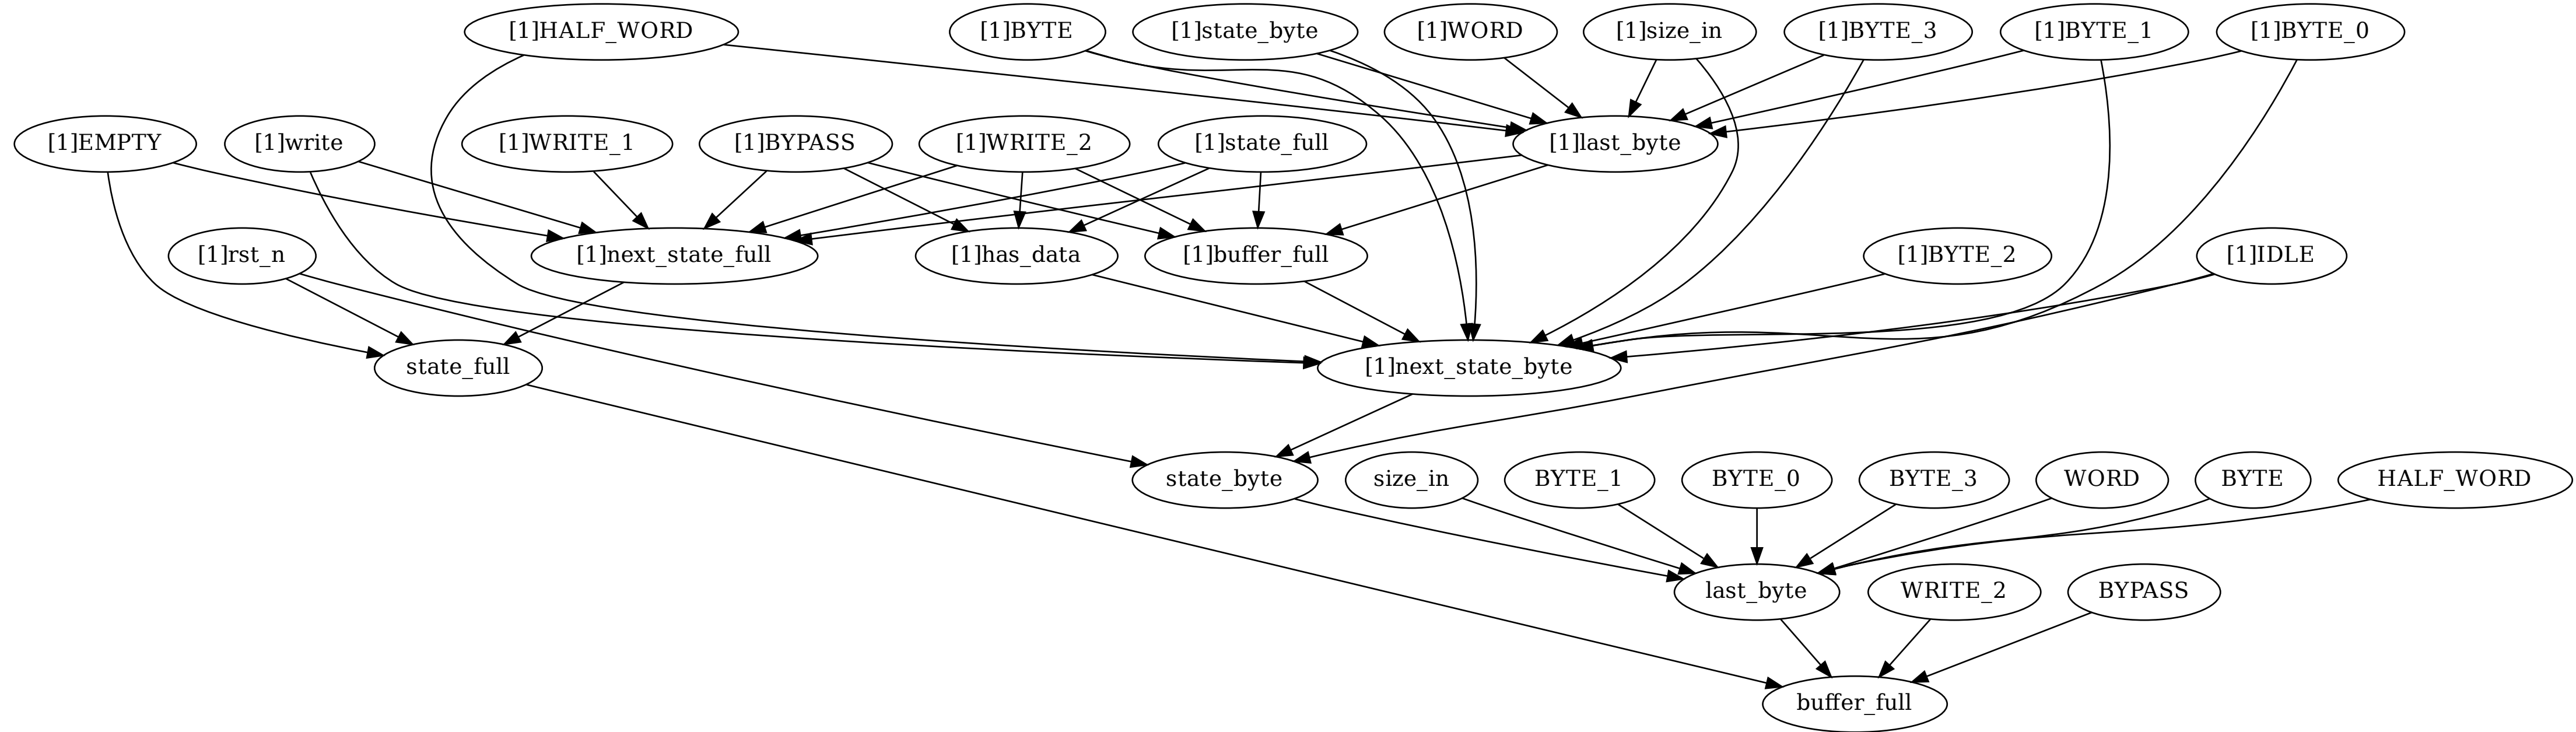 [1]HALF_WORD
[1]BYTE
[1]state_byte
[1]WORD
[1]size_in
[1]BYTE_3
[1]BYTE_1
[1]BYTE_0
[1]EMPTY
[1]write
[1]WRITE_1
[1]BYPASS
[1]WRITE_2
[1]state_full
[1]last_byte
[1]rst_n
[1]next_state_full
[1]has_data
[1]buffer_full
[1]BYTE_2
[1]IDLE
state_full
[1]next_state_byte
state_byte
size_in
BYTE_1
BYTE_0
BYTE_3
WORD
BYTE
HALF_WORD
last_byte
WRITE_2
BYPASS
buffer_full